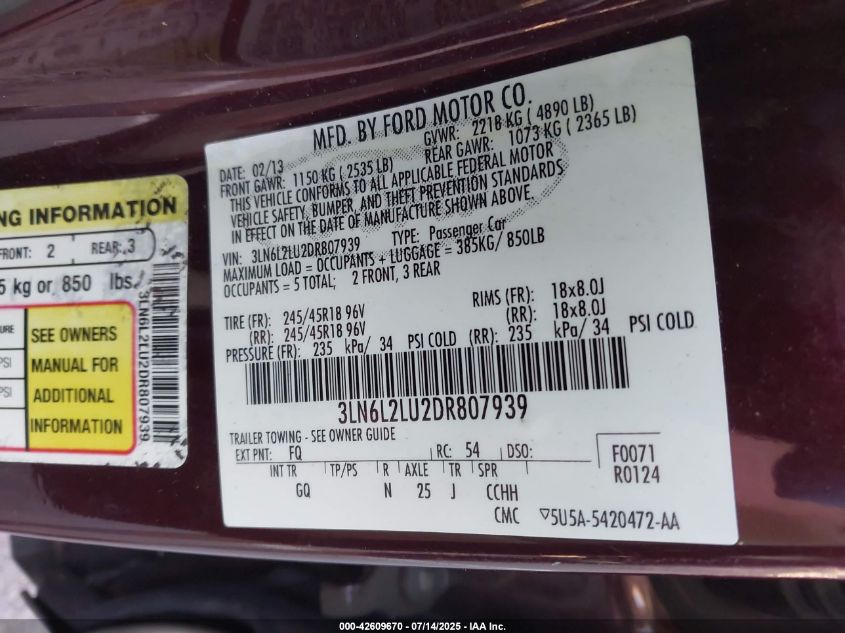 NG INFORMATION
FRONT: 2 REAR: 3
5 kg or 850 lbs.
SEE OWNERS
MANUAL FOR
ADDITIONAL
INFORMATION
PSI
PSI
3LN6L2LU2DR807939
MFD. BY FORD MOTOR CO.
DATE: 02/13 GVWR: 2218 KG ( 4890 LB)
FRONT GAWR: 1150 KG ( 2535 LB) REAR GAWR: 1073 KG ( 2365 LB)
THIS VEHICLE CONFORMS TO ALL APPLICABLE FEDERAL MOTOR
VEHICLE SAFETY, BUMPER, AND THEFT PREVENTION STANDARDS
IN EFFECT ON THE DATE OF MANUFACTURE SHOWN ABOVE.
VIN: 3LN6L2LU2DR807939 TYPE: Passenger Car
MAXIMUM LOAD = OCCUPANTS + LUGGAGE = 385KG/ 850LB
OCCUPANTS = 5 TOTAL; 2 FRONT, 3 REAR
TIRE (FR): 245/45R18 96V RIMS (FR): 18x8.0J
(RR): 245/45R18 96V (RR): 18x8.0J
PRESSURE (FR): 235 kPa/ 34 PSI COLD (RR): 235 kPa/ 34 PSI COLD
3LN6L2LU2DR807939
TRAILER TOWING - SEE OWNER GUIDE
EXT PNT: FQ RC: 54 DSO: F0071
R0124
INT TR TP/PS R AXLE TR SPR
GQ N 25 J CCHH
CMC ▽5U5A-5420472-AA
000-42609670 - 07/14/2025 - IAA Inc.